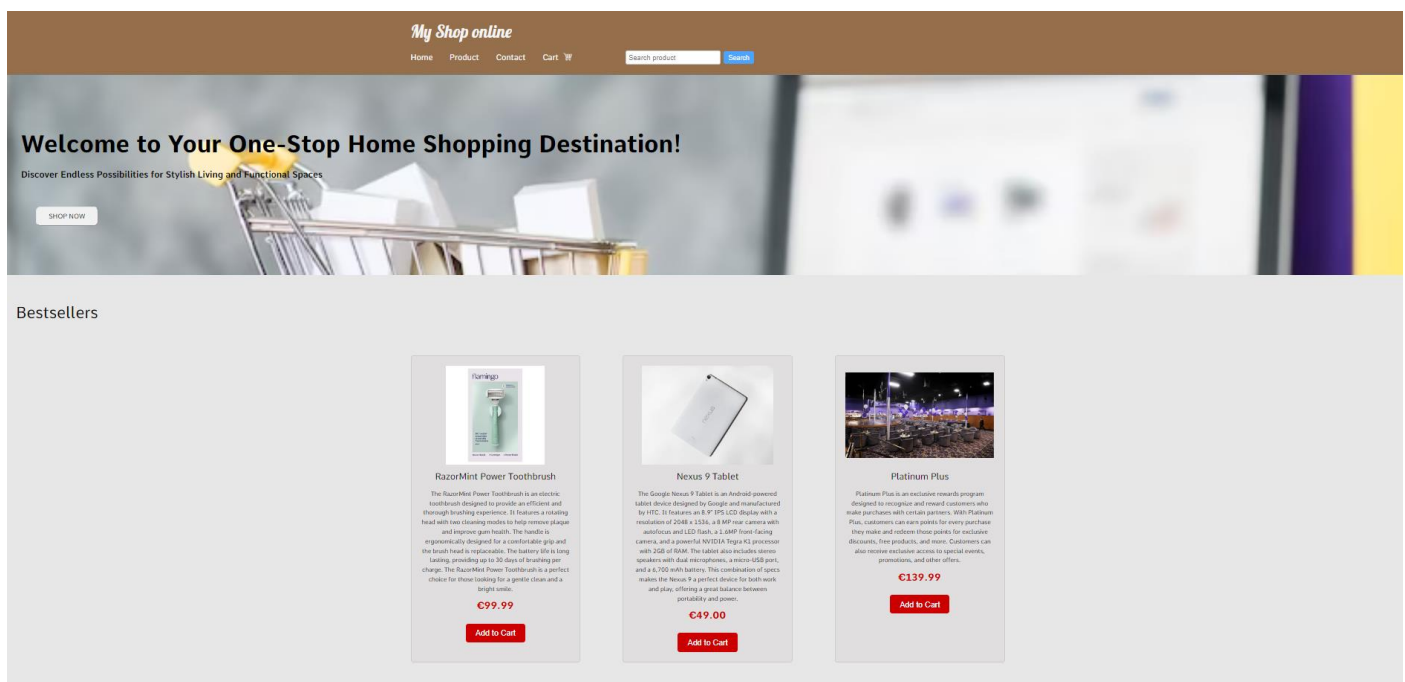 My Shop online
Home Product Contact Cart Search product Search
Welcome to Your One-Stop Home Shopping Destination!
Discover Endless Possibilities for Stylish Living and Functional Spaces
SHOP NOW
Bestsellers
flamingo
RazorMint Power Toothbrush
The RazorMint Power Toothbrush is an electric
toothbrush designed to provide an efficient and
thorough brushing experience. It features a rotating
head with two cleaning modes to help remove plaque
and improve gum health. The handle is
ergonomically designed for a comfortable grip and
the brush head is replaceable. The battery life is long
lasting, providing up to 30 days of brushing per
charge. The RazorMint Power Toothbrush is a perfect
choice for those looking for a gentle clean and a
bright smile.
€99.99
Add to Cart
nexus
Nexus 9 Tablet
The Google Nexus 9 Tablet is an Android-powered
tablet device designed by Google and manufactured
by HTC. It features an 8.9" IPS LCD display with a
resolution of 2048 x 1536, a 8 MP rear camera with
autofocus and LED flash, a 1.6MP front-facing
camera, and a powerful NVIDIA Tegra K1 processor
with 2GB of RAM. The tablet also includes stereo
speakers with dual microphones, a micro-USB port,
and a 6,700 mAh battery. This combination of specs
makes the Nexus 9 a perfect device for both work
and play, offering a great balance between
portability and power.
€49.00
Add to Cart
Platinum Plus
Platinum Plus is an exclusive rewards program
designed to recognize and reward customers who
make purchases with certain partners. With Platinum
Plus, customers can earn points for every purchase
they make and redeem those points for exclusive
discounts, free products, and more. Customers can
also receive exclusive access to special events,
promotions, and other offers.
€139.99
Add to Cart